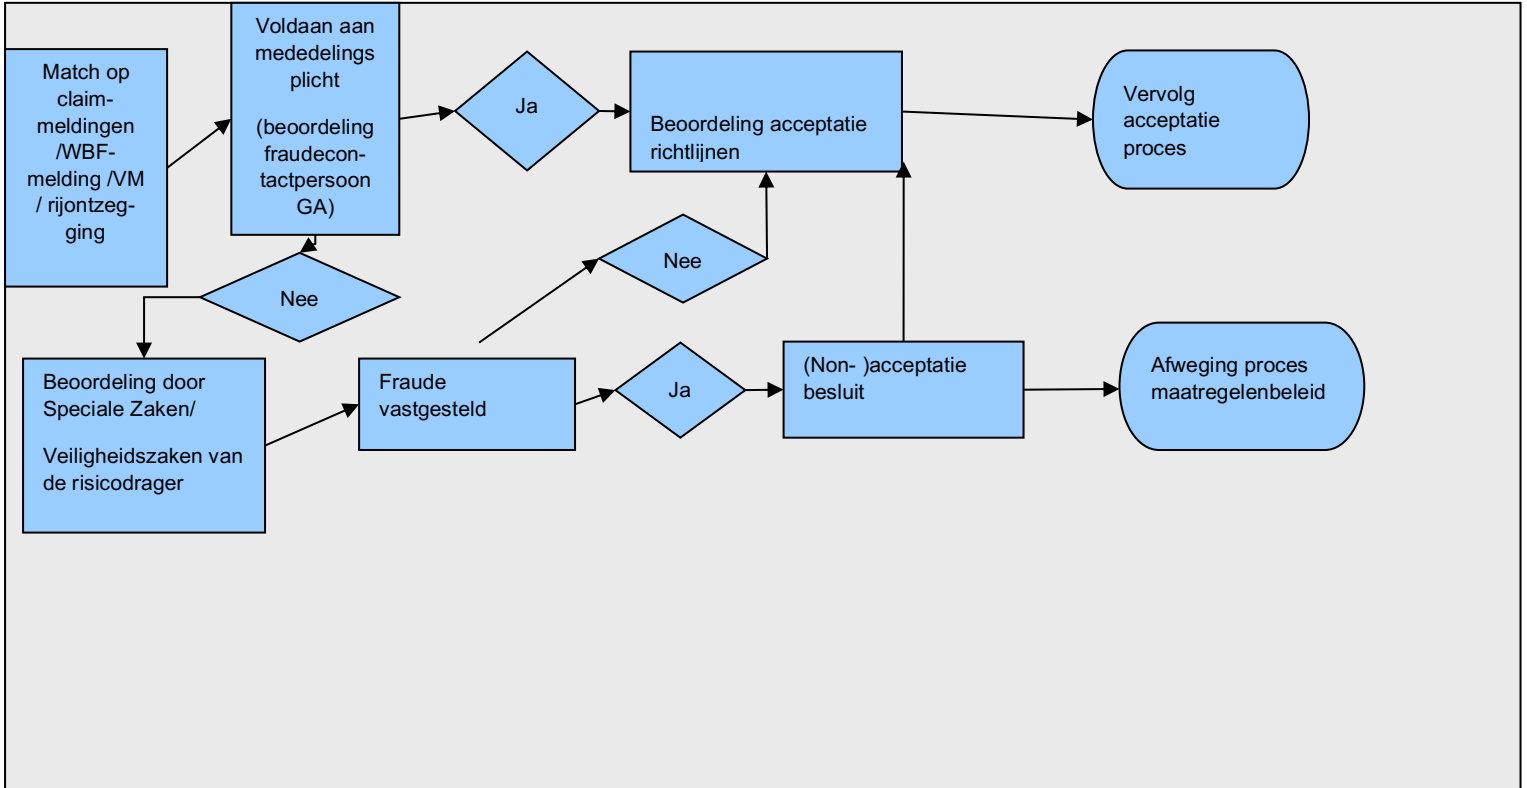 Match op
claim-
meldingen
/WBF-
melding /VM
/ rijontzeg-
ging
Voldaan aan
mededelings
plicht
(beoordeling
fraudecon-
tactpersoon
GA)
Ja
Beoordeling acceptatie
richtlijnen
Vervolg
acceptatie
proces
Nee
Nee
Beoordeling door
Speciale Zaken/
Veiligheidszaken van
de risicodrager
Fraude
vastgesteld
Ja
(Non- )acceptatie
besluit
Afweging proces
maatregelenbeleid